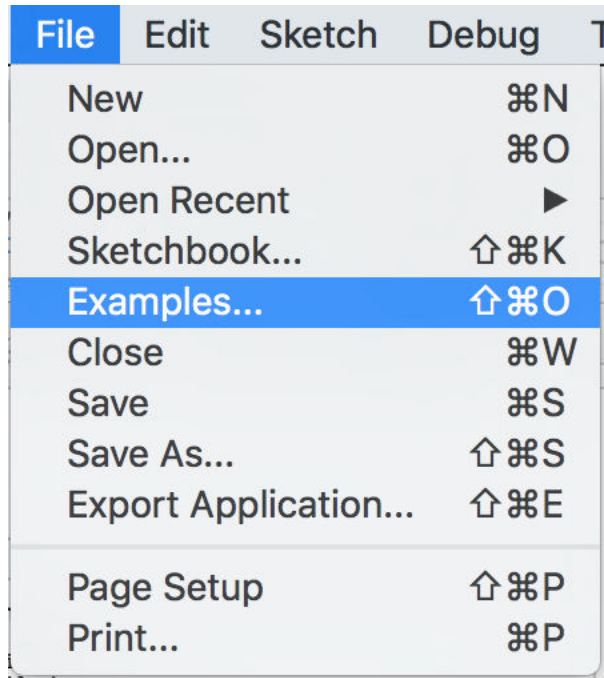 File Edit Sketch Debug
New ⌘N
Open... ⌘O
Open Recent ▶
Sketchbook... ⇧⌘K
Examples... ⇧⌘O
Close ⌘W
Save ⌘S
Save As... ⇧⌘S
Export Application... ⇧⌘E
Page Setup ⇧⌘P
Print... ⌘P